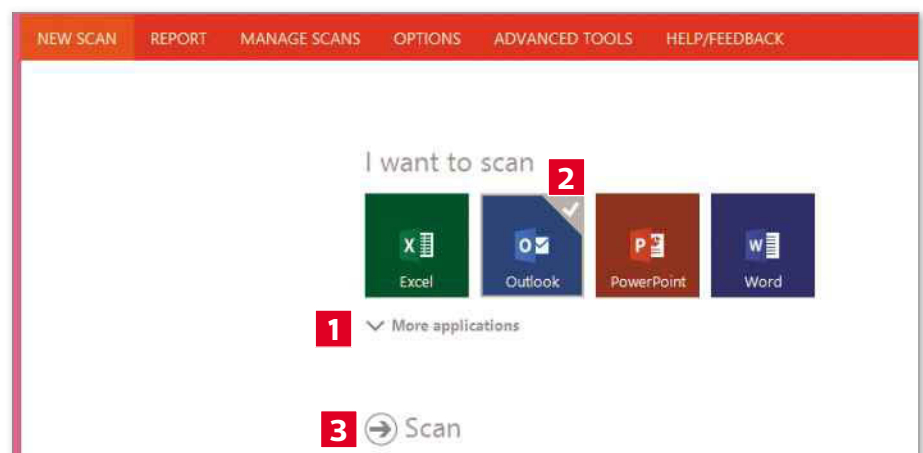 NEW SCAN REPORT MANAGE SCANS OPTIONS ADVANCED TOOLS HELP/FEEDBACK
I want to scan
2
X
O
P
W
Excel Outlook PowerPoint Word
1 More applications
3 Scan